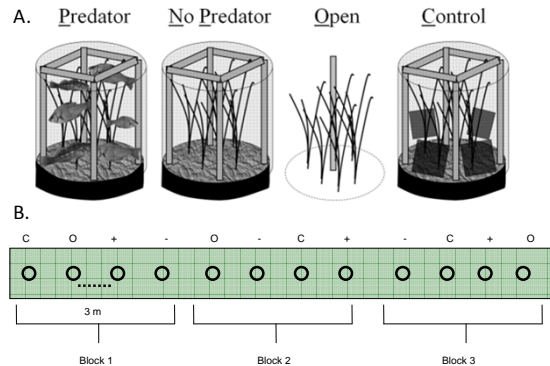 A. Predator No Predator Open Control
B.
C O + - O - C + - C + O
3 m
Block 1 Block 2 Block 3